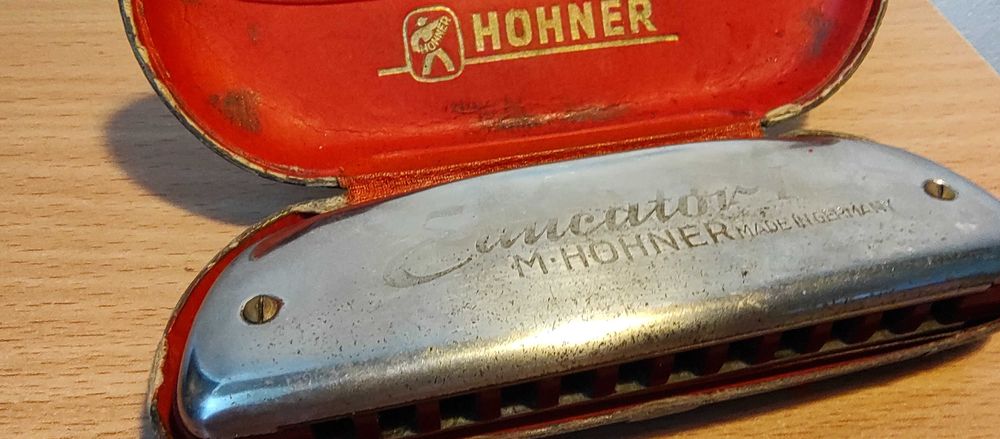 HOHNER
HOHNER
Educator I
M·HOHNER MADE IN GERMANY